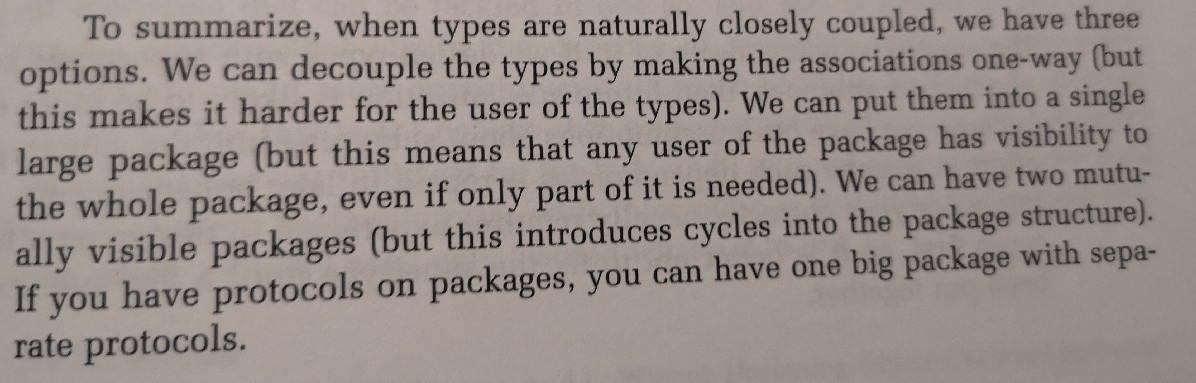 To summarize, when types are naturally closely coupled, we have three
options. We can decouple the types by making the associations one-way (but
this makes it harder for the user of the types). We can put them into a single
large package (but this means that any user of the package has visibility to
the whole package, even if only part of it is needed). We can have two mutu-
ally visible packages (but this introduces cycles into the package structure).
If you have protocols on packages, you can have one big package with sepa-
rate protocols.